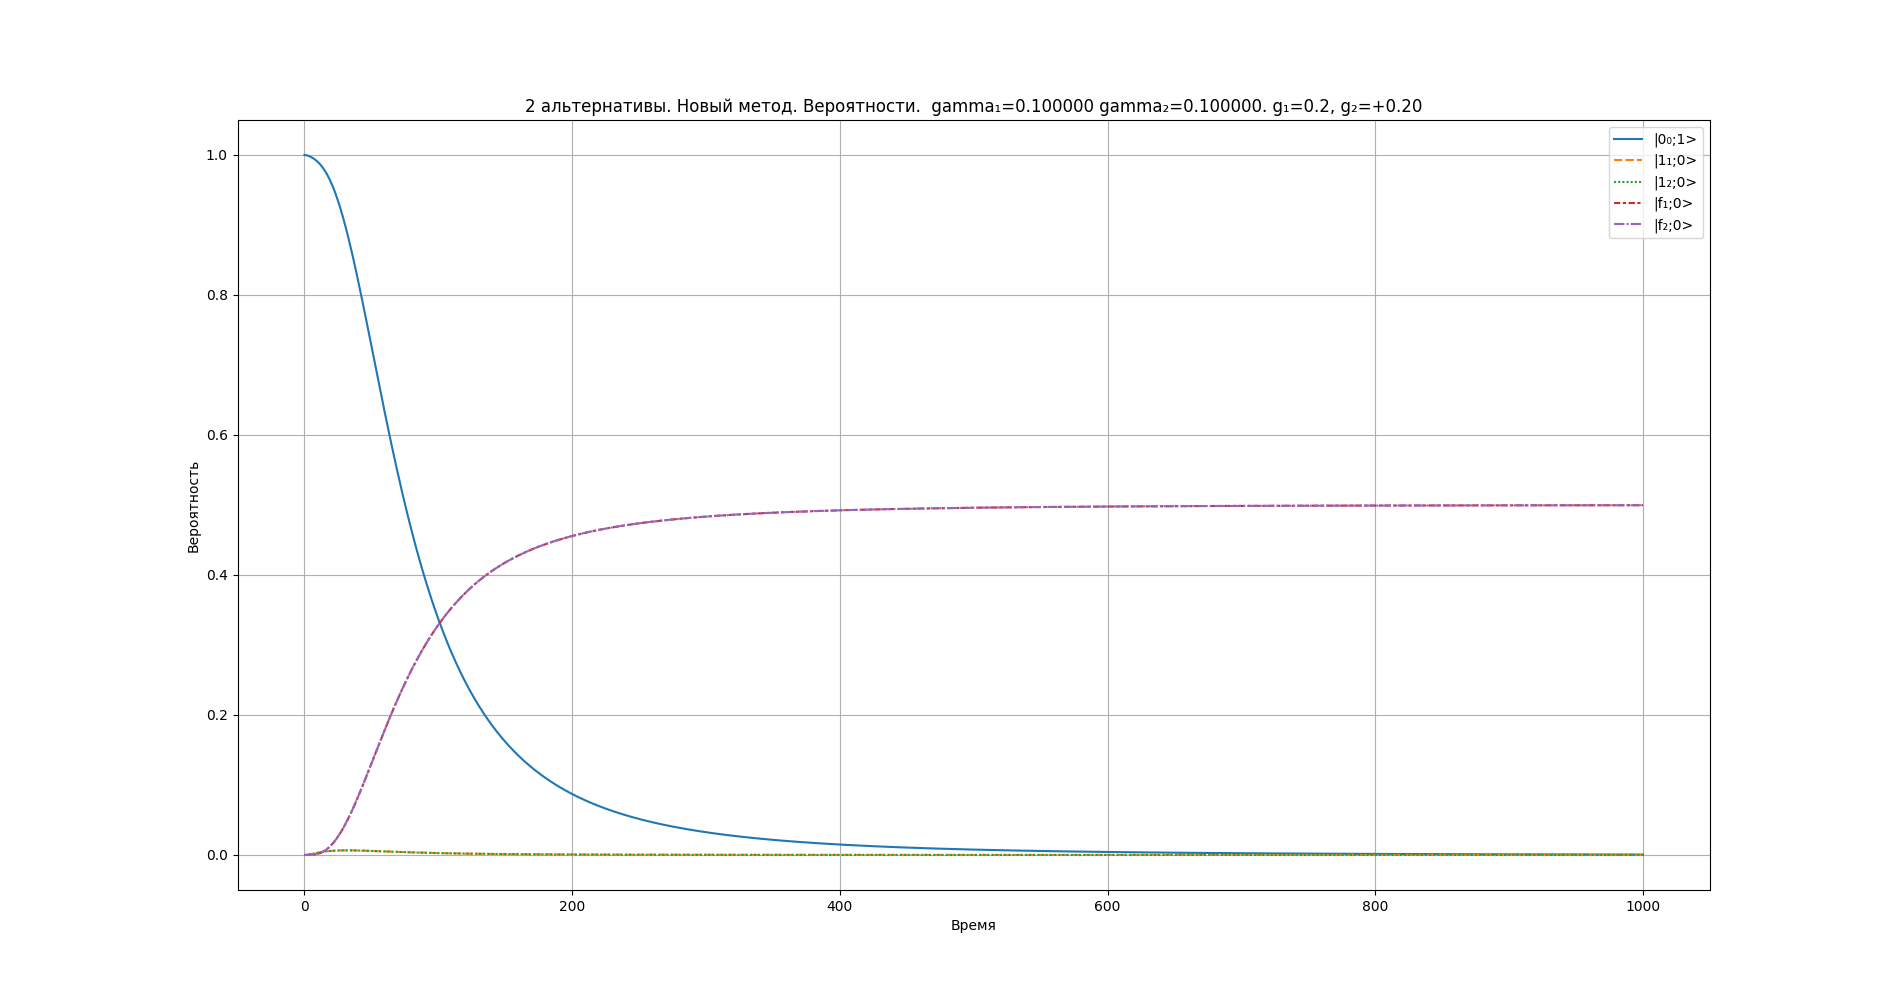 2 альтернативы. Новый метод. Вероятности.  gamma₁=0.100000 gamma₂=0.100000. g₁=0.2, g₂=+0.20
|0₀;1>
|1₁;0>
|1₂;0>
|f₁;0>
|f₂;0>
Вероятность
1.0
0.8
0.6
0.4
0.2
0.0
0 200 400 600 800 1000
Время